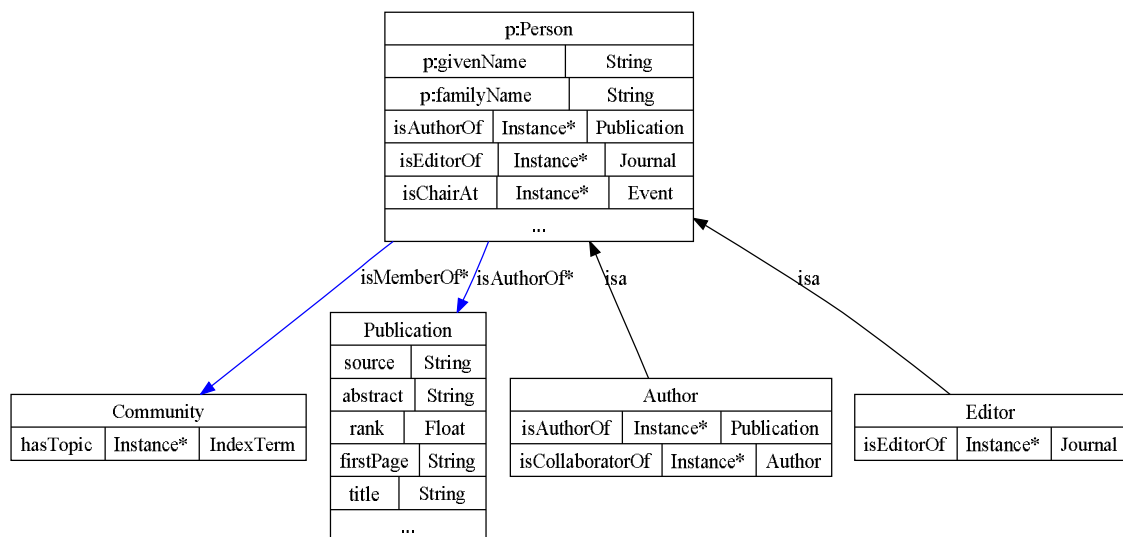 p:Person
p:givenName String
p:familyName String
isAuthorOf Instance* Publication
isEditorOf Instance* Journal
isChairAt Instance* Event
...
isMemberOf* isAuthorOf* isa isa
Publication
source String
abstract String
rank Float
firstPage String
title String
...
Community
hasTopic Instance* IndexTerm
Author
isAuthorOf Instance* Publication
isCollaboratorOf Instance* Author
Editor
isEditorOf Instance* Journal